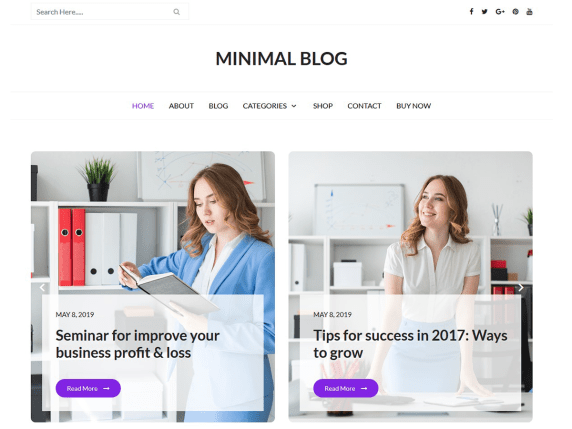 Search Here.....
MINIMAL BLOG
HOME ABOUT BLOG CATEGORIES SHOP CONTACT BUY NOW
MAY 8, 2019
Seminar for improve your
business profit & loss
Read More
MAY 8, 2019
Tips for success in 2017: Ways
to grow
Read More